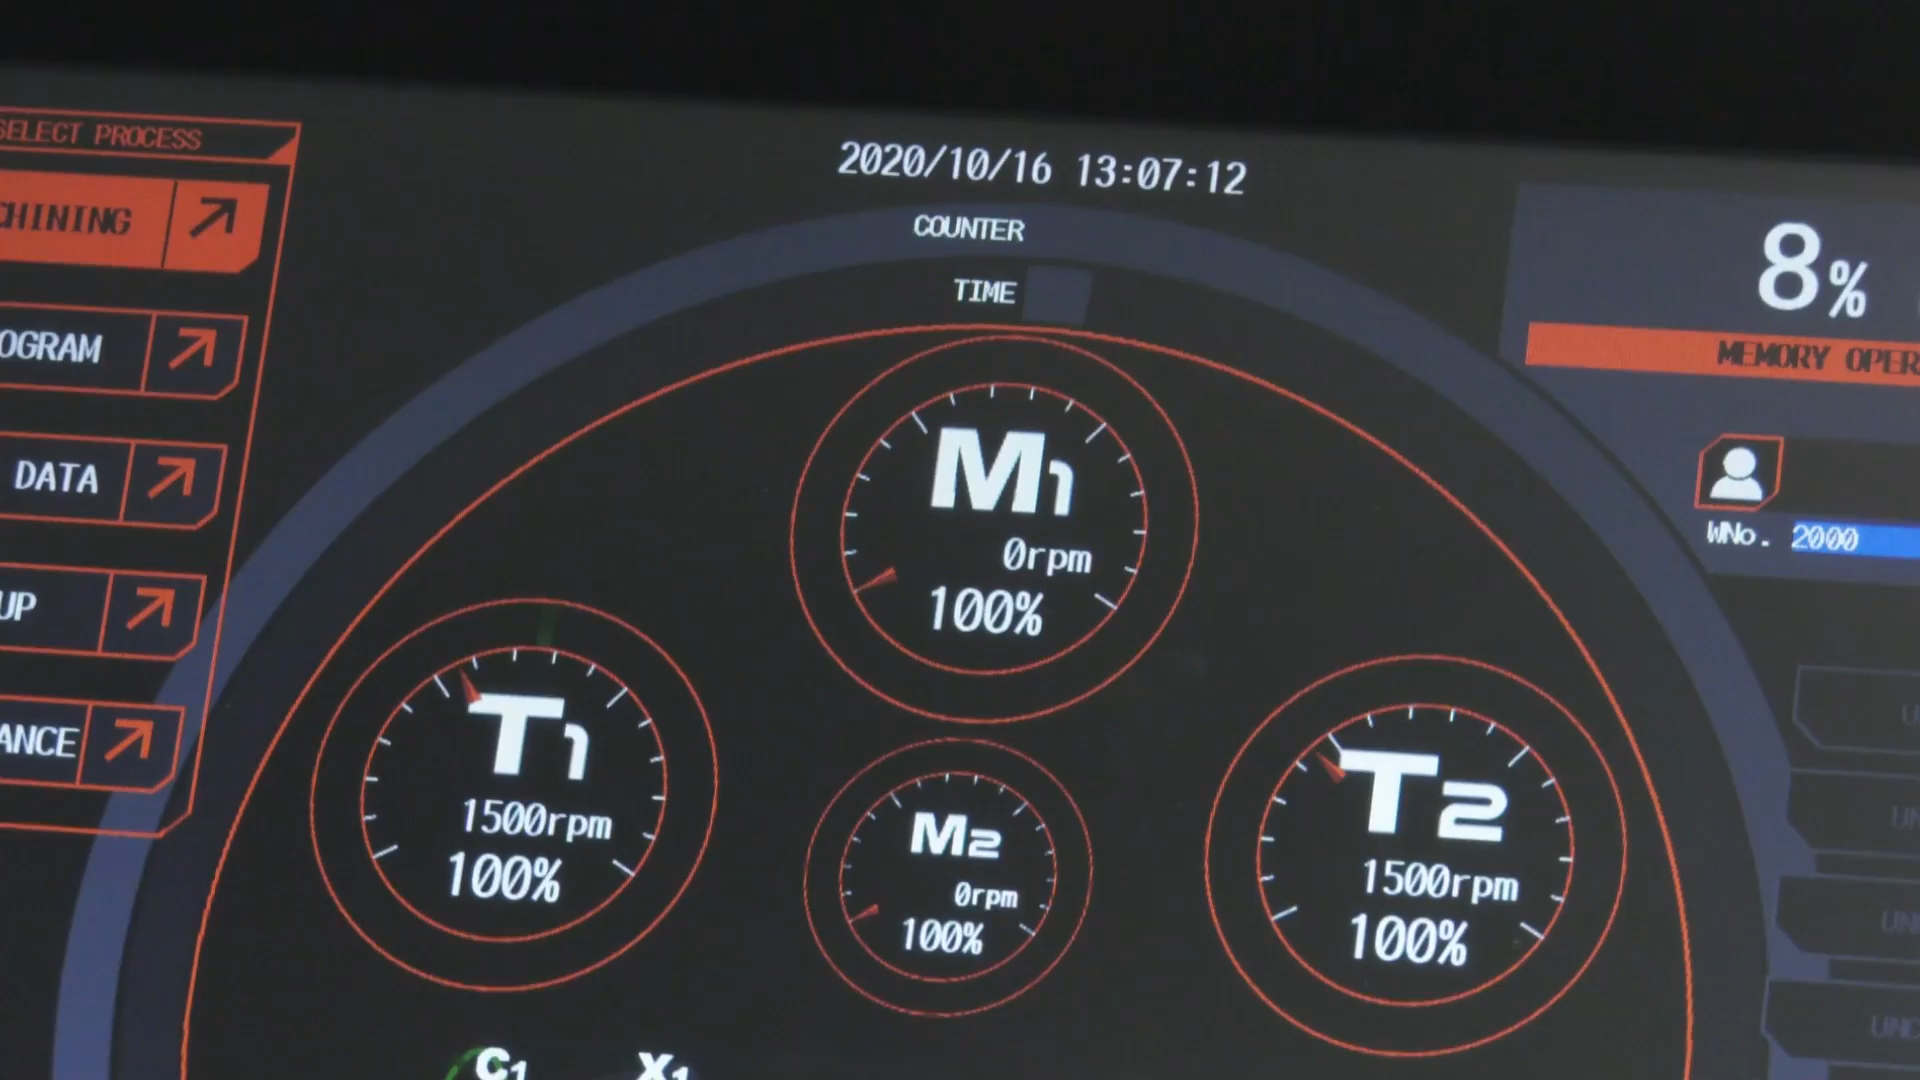 SELECT PROCESS
2020/10/16 13:07:12
CHINING
COUNTER
TIME
8%
OGRAM
MEMORY OPER
DATA
M1
0rpm
100%
WNo. 2000
UP
ANCE
T1
1500rpm
100%
M2
0rpm
100%
T2
1500rpm
100%
C1
X1